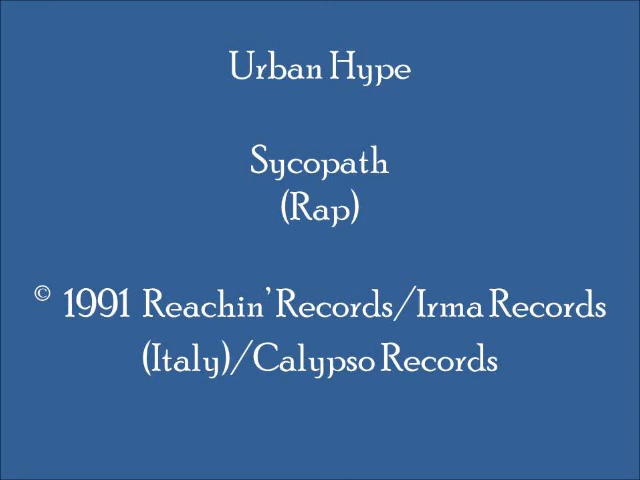 Urban Hype
Sycopath
(Rap)
© 1991 Reachin' Records/Irma Records
(Italy)/Calypso Records